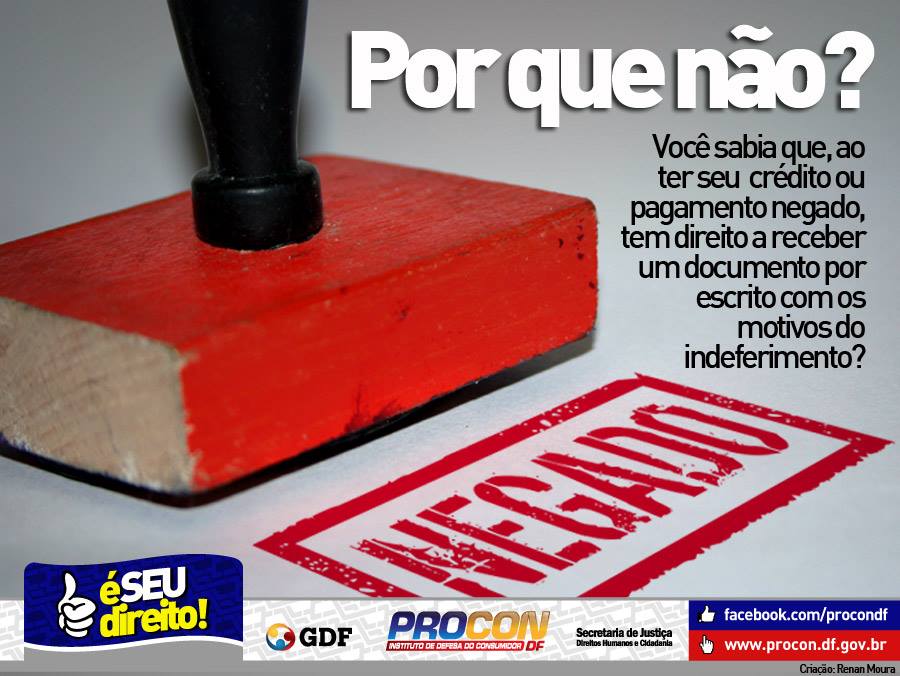 Por que não?
Você sabia que, ao
ter seu crédito ou
pagamento negado,
tem direito a receber
um documento por
escrito com os
motivos do
indeferimento?
NEGADO
é SEU
direito!
GDF
PROCON
INSTITUTO DE DEFESA DO CONSUMIDOR DF
Secretaria de Justiça
Direitos Humanos e Cidadania
facebook.com/procondf
www.procon.df.gov.br
Criação: Renan Moura